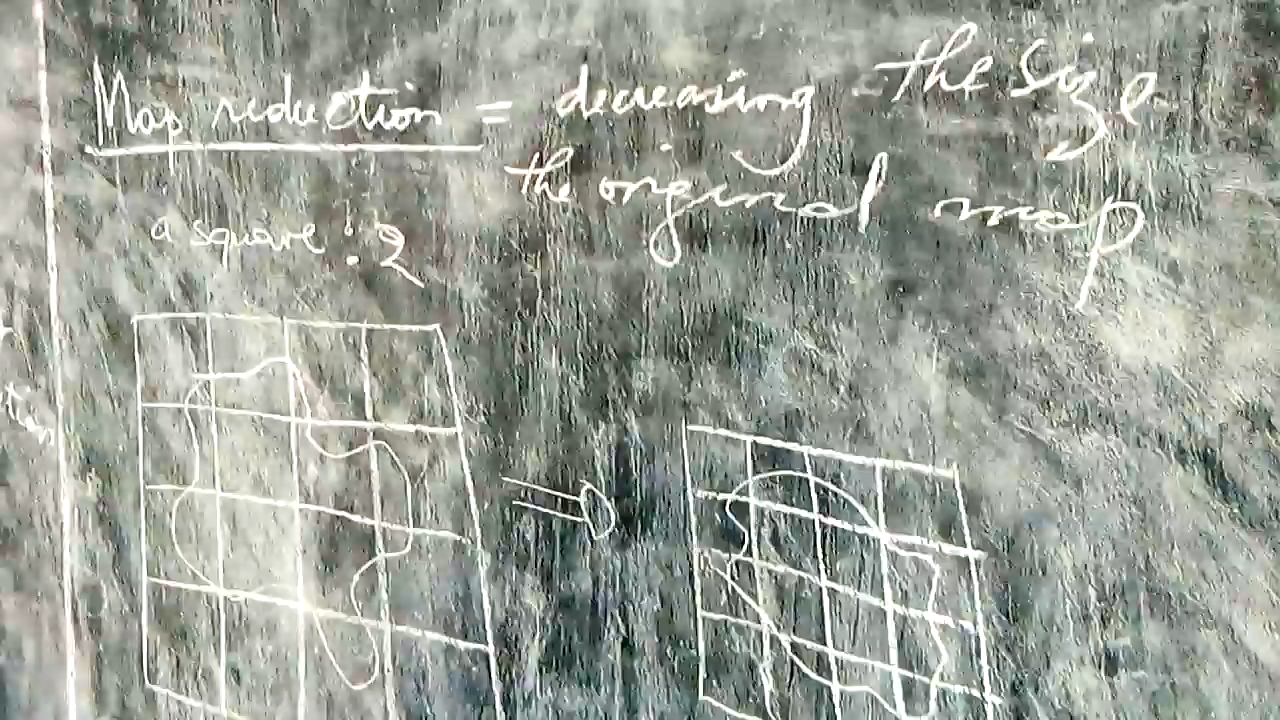 Map reduction = decreasing the size
the original map
a square : 2